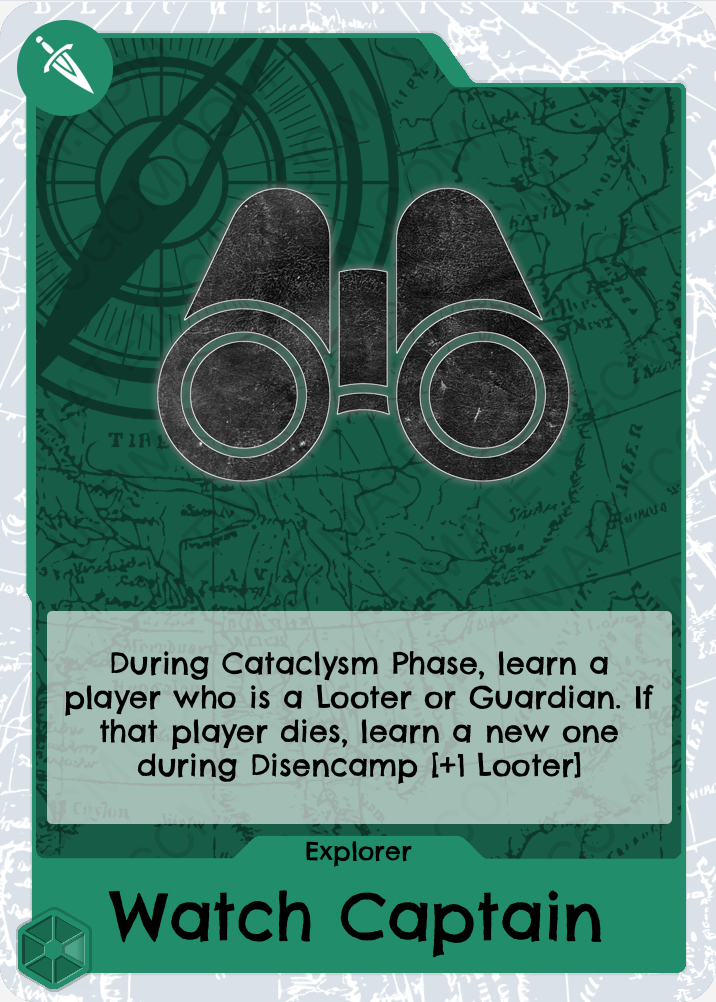 During Cataclysm Phase, learn a
player who is a Looter or Guardian. If
that player dies, learn a new one
during Disencamp [+1 Looter]
Explorer
Watch Captain